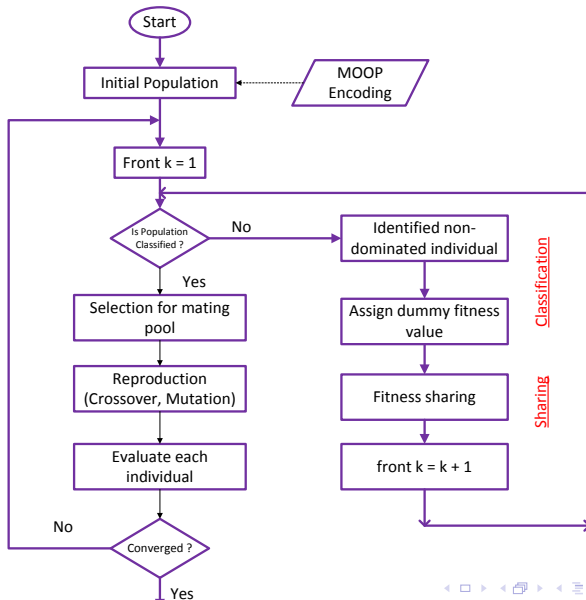 Start
Initial Population
MOOP
Encoding
Front k = 1
Is Population
Classified ?
No
Identified non-
dominated individual
Classification
Yes
Selection for mating
pool
Assign dummy fitness
value
Reproduction
(Crossover, Mutation)
Fitness sharing
Sharing
Evaluate each
individual
front k = k + 1
No
Converged ?
Yes